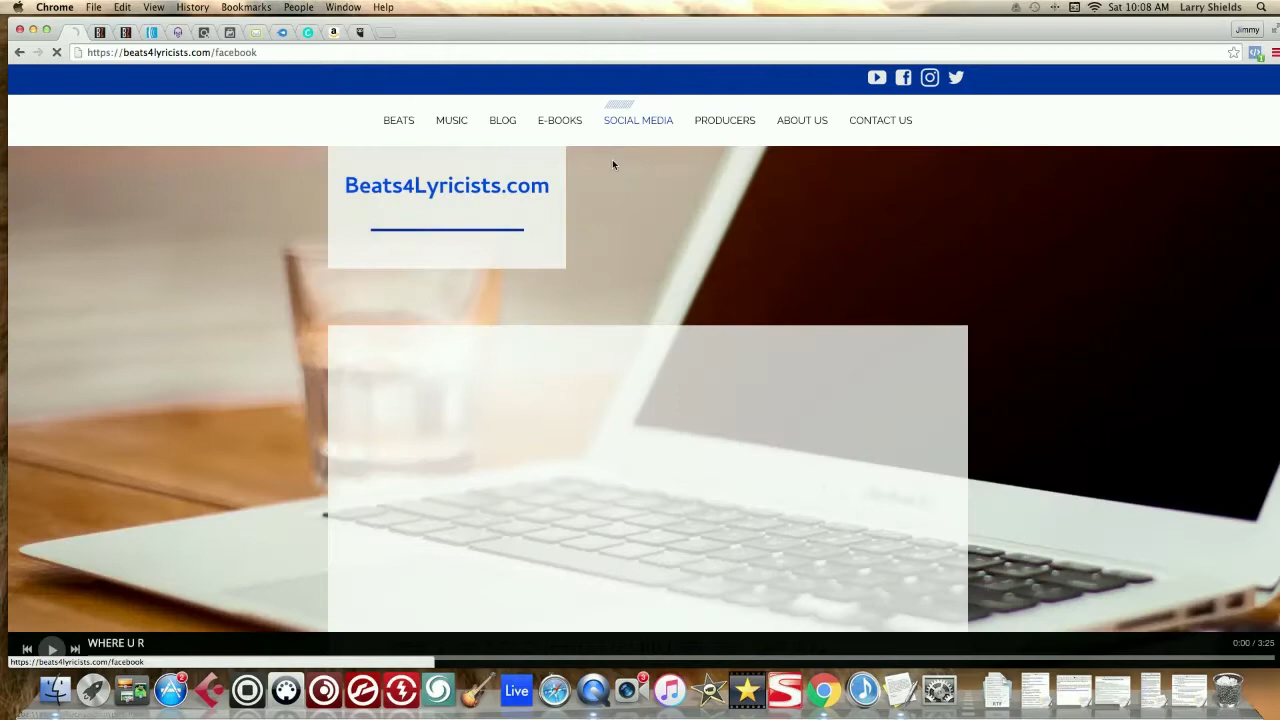 Chrome File Edit View History Bookmarks People Window Help Sat 10:08 AM Larry Shields
Jimmy
https://beats4lyricists.com/facebook
BEATS MUSIC BLOG E-BOOKS SOCIAL MEDIA PRODUCERS ABOUT US CONTACT US
Beats4Lyricists.com
WHERE U R
0:00 / 3:25
https://beats4lyricists.com/facebook
Live